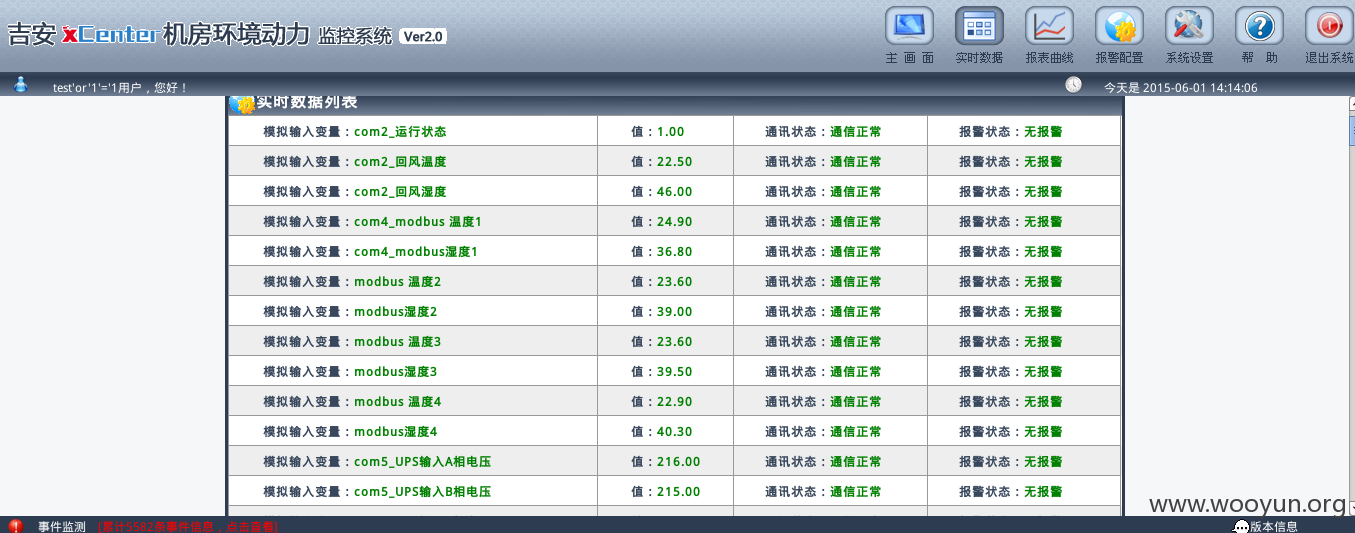 吉安 xCenter 机房环境动力 监控系统 Ver2.0
主 画 面 实时数据 报表曲线 报警配置 系统设置 帮 助 退出系统
test'or '1'='1用户，您好！ 今天是 2015-06-01 14:14:06
实时数据列表
模拟输入变量：com2_运行状态 值：1.00 通讯状态：通信正常 报警状态：无报警
模拟输入变量：com2_回风温度 值：22.50 通讯状态：通信正常 报警状态：无报警
模拟输入变量：com2_回风湿度 值：46.00 通讯状态：通信正常 报警状态：无报警
模拟输入变量：com4_modbus 温度1 值：24.90 通讯状态：通信正常 报警状态：无报警
模拟输入变量：com4_modbus湿度1 值：36.80 通讯状态：通信正常 报警状态：无报警
模拟输入变量：modbus 温度2 值：23.60 通讯状态：通信正常 报警状态：无报警
模拟输入变量：modbus湿度2 值：39.00 通讯状态：通信正常 报警状态：无报警
模拟输入变量：modbus 温度3 值：23.60 通讯状态：通信正常 报警状态：无报警
模拟输入变量：modbus湿度3 值：39.50 通讯状态：通信正常 报警状态：无报警
模拟输入变量：modbus 温度4 值：22.90 通讯状态：通信正常 报警状态：无报警
模拟输入变量：modbus湿度4 值：40.30 通讯状态：通信正常 报警状态：无报警
模拟输入变量：com5_UPS输入A相电压 值：216.00 通讯状态：通信正常 报警状态：无报警
模拟输入变量：com5_UPS输入B相电压 值：215.00 通讯状态：通信正常 报警状态：无报警
www.wooyun.org
事件监测 [累计5582条事件信息，点击查看] 版本信息